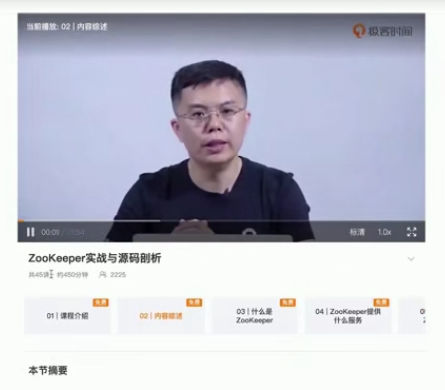 当前播放: 02 | 内容综述
极客时间
00:01
标清
1.0x
ZooKeeper实战与源码剖析
共45讲 约450分钟 2225
免费
免费
免费
免费
01 | 课程介绍
02 | 内容综述
03 | 什么是
ZooKeeper
04 | ZooKeeper提供
什么服务
本节摘要